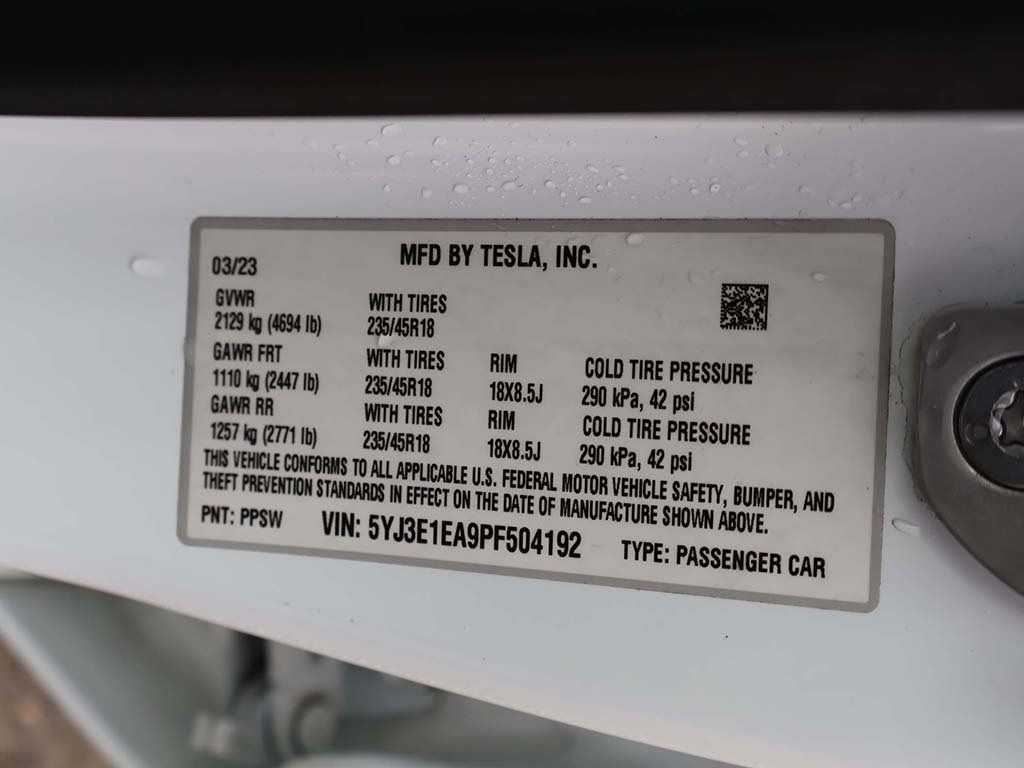 MFD BY TESLA, INC.
03/23
GVWR WITH TIRES
2129 kg (4694 lb) 235/45R18
GAWR FRT WITH TIRES RIM COLD TIRE PRESSURE
1110 kg (2447 lb) 235/45R18 18X8.5J 290 kPa, 42 psi
GAWR RR WITH TIRES RIM COLD TIRE PRESSURE
1257 kg (2771 lb) 235/45R18 18X8.5J 290 kPa, 42 psi
THIS VEHICLE CONFORMS TO ALL APPLICABLE U.S. FEDERAL MOTOR VEHICLE SAFETY, BUMPER, AND
THEFT PREVENTION STANDARDS IN EFFECT ON THE DATE OF MANUFACTURE SHOWN ABOVE.
PNT: PPSW VIN: 5YJ3E1EA9PF504192 TYPE: PASSENGER CAR